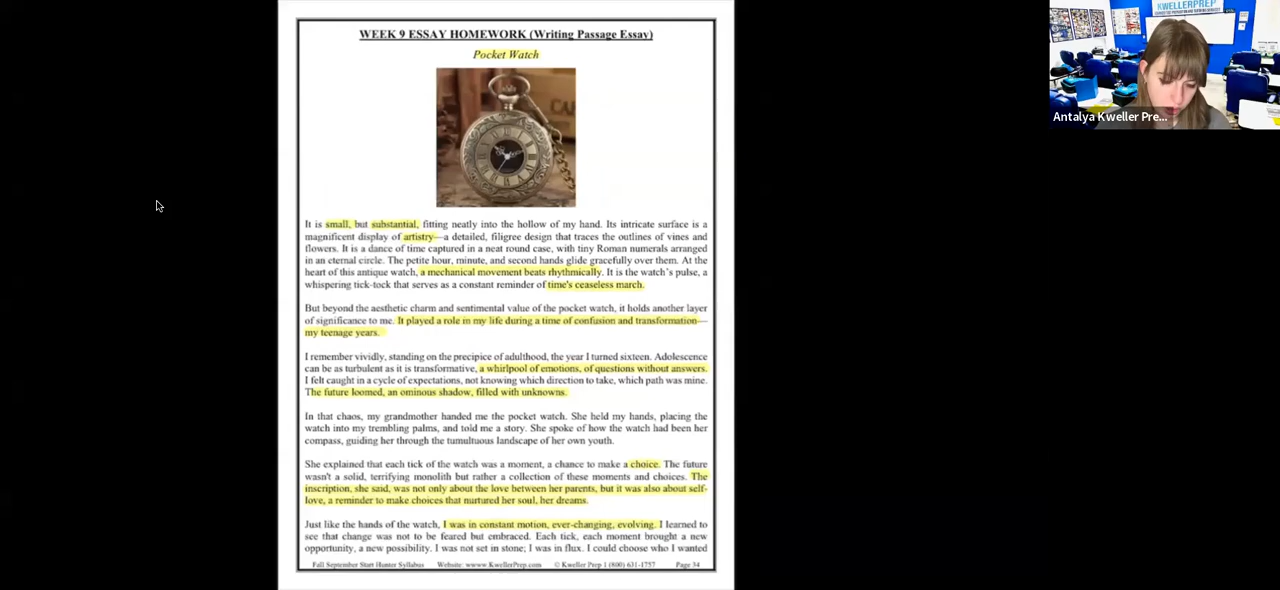 WEEK 9 ESSAY HOMEWORK (Writing Passage Essay)
Pocket Watch
It is small, but substantial, fitting neatly into the hollow of my hand. Its intricate surface is a
magnificent display of artistry—a detailed, filigree design that traces the outlines of vines and
flowers. It is a dance of time captured in a neat round case, with tiny Roman numerals arranged
in an eternal circle. The petite hour, minute, and second hands glide gracefully over them. At the
heart of this antique watch, a mechanical movement beats rhythmically. It is the watch's pulse, a
whispering tick-tock that serves as a constant reminder of time's ceaseless march.
But beyond the aesthetic charm and sentimental value of the pocket watch, it holds another layer
of significance to me. It played a role in my life during a time of confusion and transformation—
my teenage years.
I remember vividly, standing on the precipice of adulthood, the year I turned sixteen. Adolescence
can be as turbulent as it is transformative, a whirlpool of emotions, of questions without answers.
I felt caught in a cycle of expectations, not knowing which direction to take, which path was mine.
The future loomed, an ominous shadow, filled with unknowns.
In that chaos, my grandmother handed me the pocket watch. She held my hands, placing the
watch into my trembling palms, and told me a story. She spoke of how the watch had been her
compass, guiding her through the tumultuous landscape of her own youth.
She explained that each tick of the watch was a moment, a chance to make a choice. The future
wasn't a solid, terrifying monolith but rather a collection of these moments and choices. The
inscription, she said, was not only about the love between her parents, but it was also about self-
love, a reminder to make choices that nurtured her soul, her dreams.
Just like the hands of the watch, I was in constant motion, ever-changing, evolving. I learned to
see that change was not to be feared but embraced. Each tick, each moment brought a new
opportunity, a new possibility. I was not set in stone; I was in flux. I could choose who I wanted
Fall September Start Hunter Syllabus Website: www.KwellerPrep.com © Kweller Prep 1 (800) 631-1757 Page 34
KWELLERPREP
Antalya Kweller Pre...